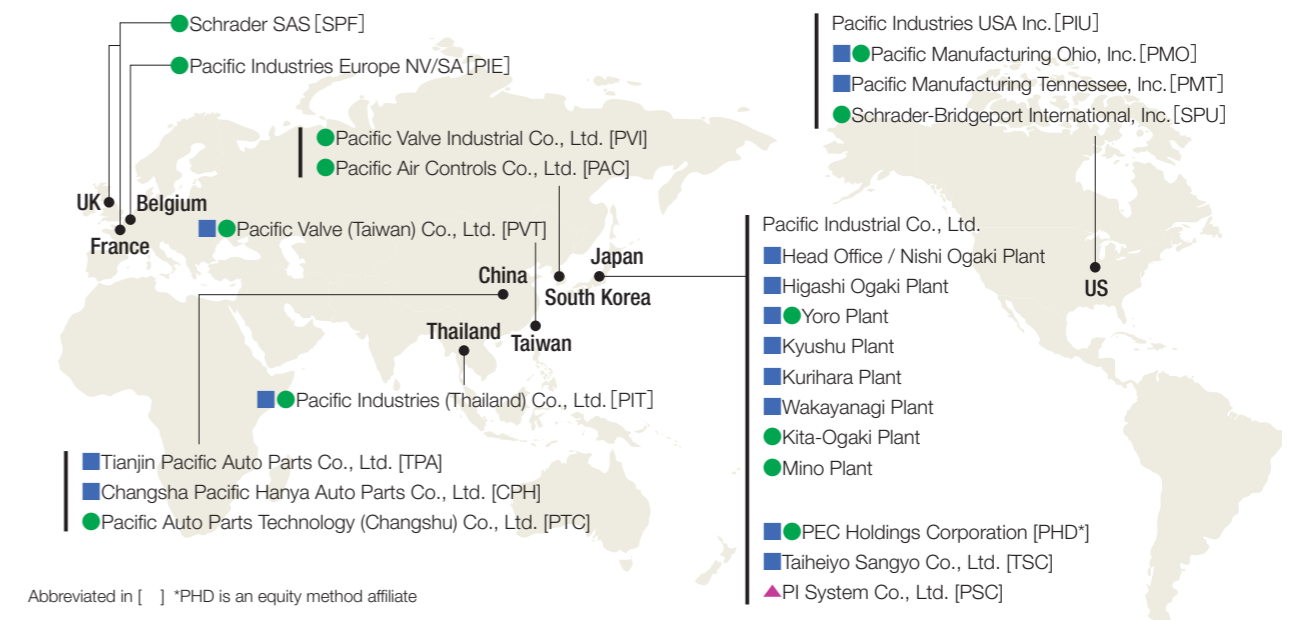 Schrader SAS [SPF]
Pacific Industries Europe NV/SA [PIE]
Pacific Valve Industrial Co., Ltd. [PVI]
Pacific Air Controls Co., Ltd. [PAC]
UK
Belgium
France
Pacific Valve (Taiwan) Co., Ltd. [PVT]
China
Japan
South Korea
Thailand
Taiwan
Pacific Industries (Thailand) Co., Ltd. [PIT]
Tianjin Pacific Auto Parts Co., Ltd. [TPA]
Changsha Pacific Hanya Auto Parts Co., Ltd. [CPH]
Pacific Auto Parts Technology (Changshu) Co., Ltd. [PTC]
Pacific Industries USA Inc. [PIU]
Pacific Manufacturing Ohio, Inc. [PMO]
Pacific Manufacturing Tennessee, Inc. [PMT]
Schrader-Bridgeport International, Inc. [SPU]
US
Pacific Industrial Co., Ltd.
Head Office / Nishi Ogaki Plant
Higashi Ogaki Plant
Yoro Plant
Kyushu Plant
Kurihara Plant
Wakayanagi Plant
Kita-Ogaki Plant
Mino Plant
PEC Holdings Corporation [PHD*]
Taiheiyo Sangyo Co., Ltd. [TSC]
PI System Co., Ltd. [PSC]
Abbreviated in [ ] *PHD is an equity method affiliate